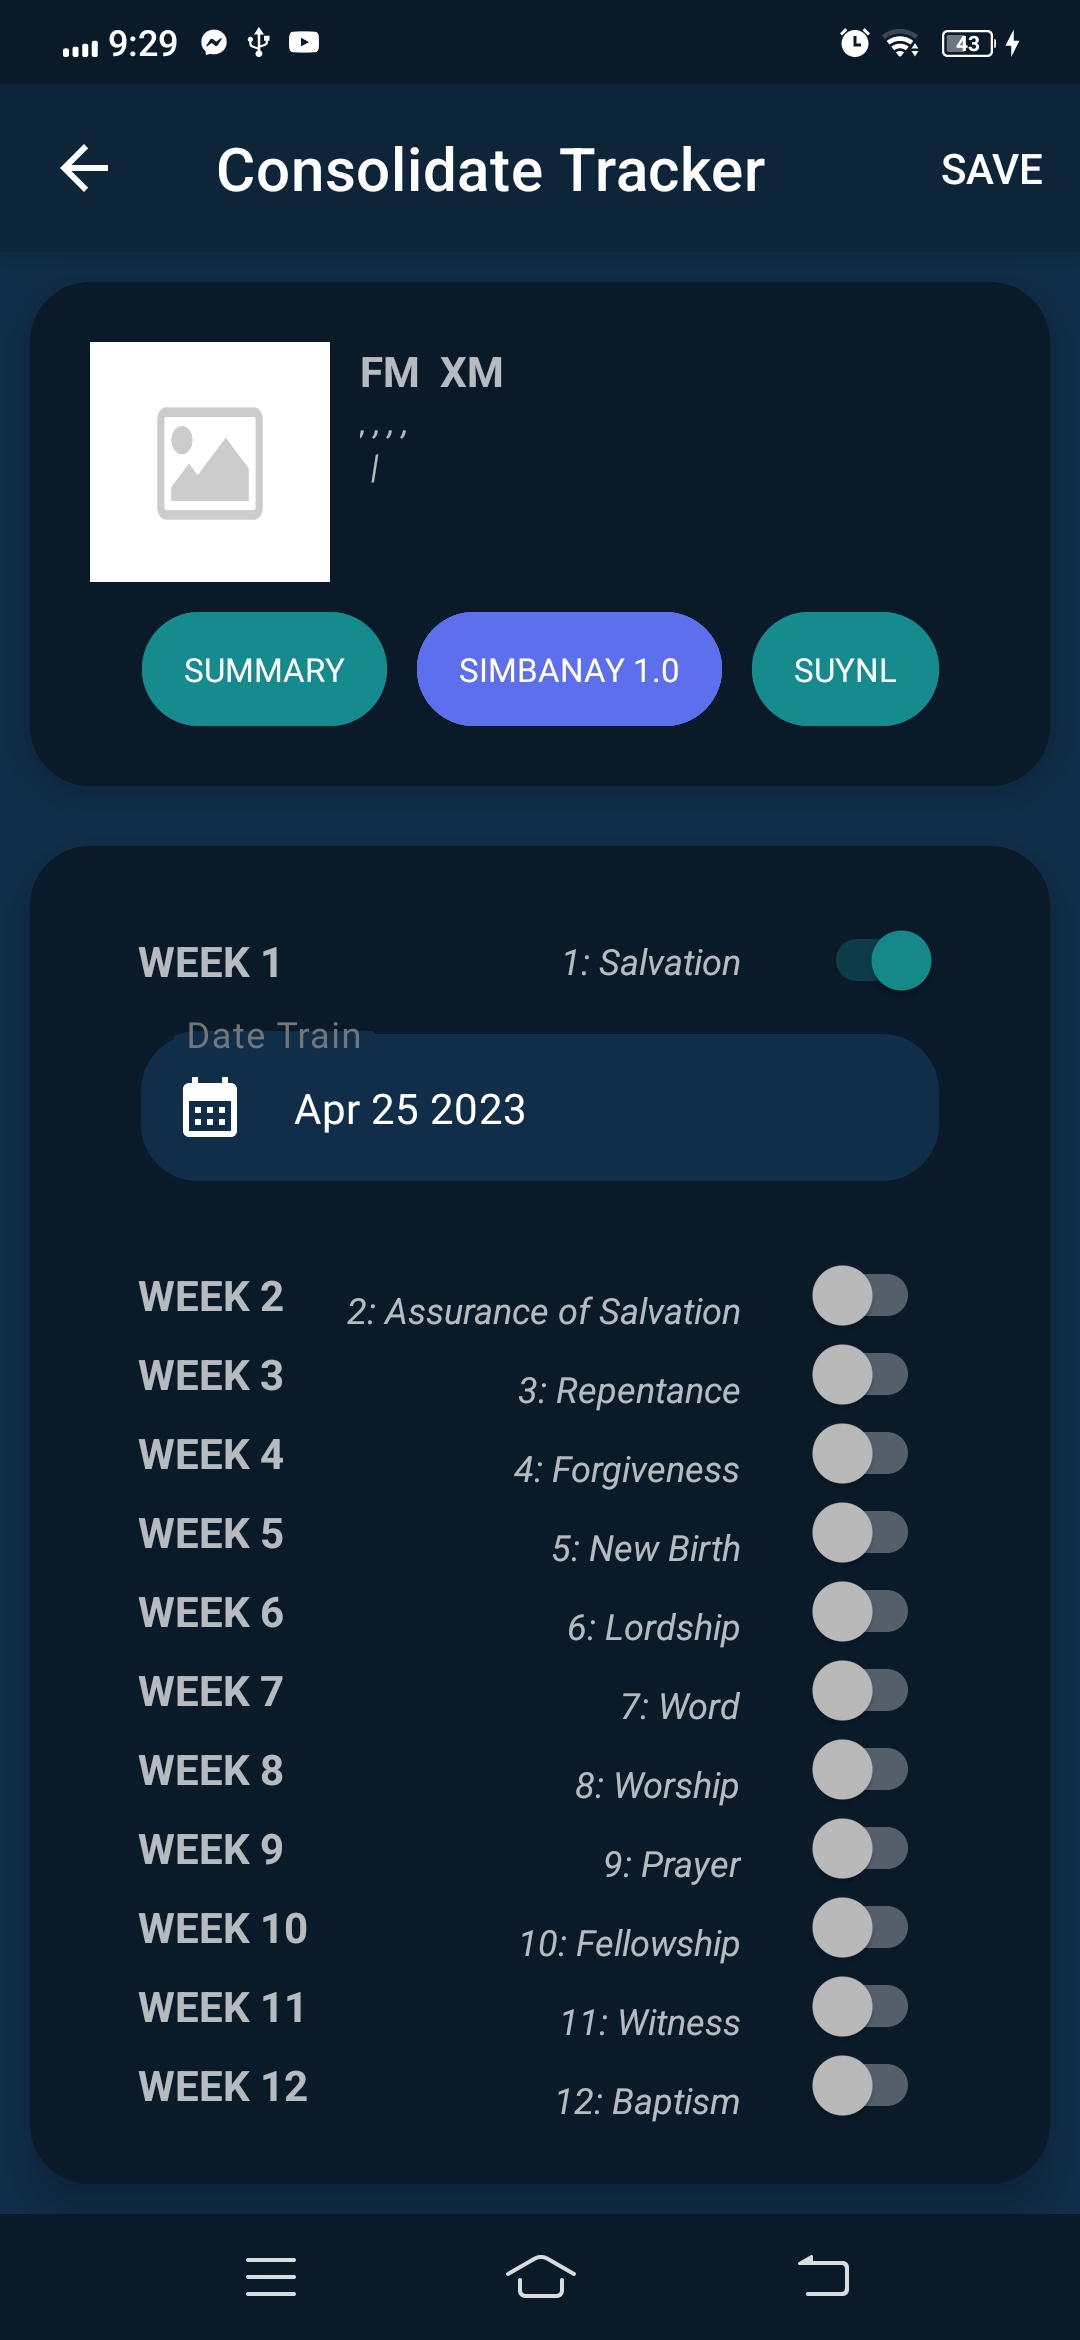 9:29
43
Consolidate Tracker
SAVE
FM XM
, , , ,
/
SUMMARY
SIMBANAY 1.0
SUYNL
WEEK 1
1: Salvation
Date Train
Apr 25 2023
WEEK 2
2: Assurance of Salvation
WEEK 3
3: Repentance
WEEK 4
4: Forgiveness
WEEK 5
5: New Birth
WEEK 6
6: Lordship
WEEK 7
7: Word
WEEK 8
8: Worship
WEEK 9
9: Prayer
WEEK 10
10: Fellowship
WEEK 11
11: Witness
WEEK 12
12: Baptism